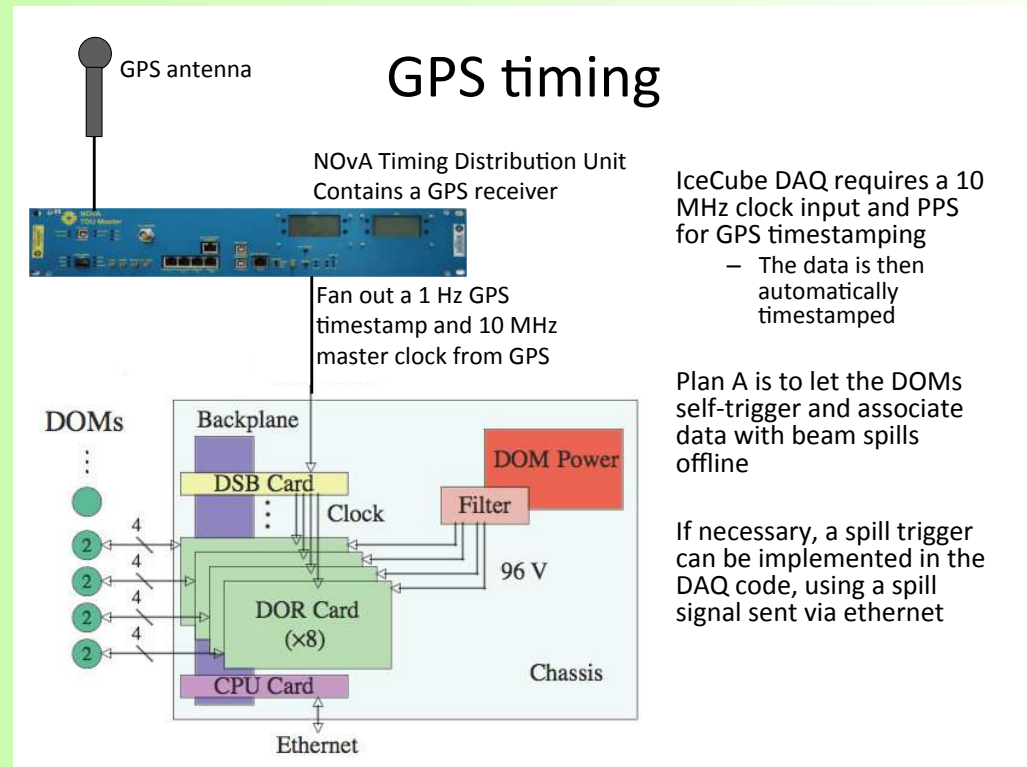 GPS antenna
GPS timing
NOvA Timing Distribution Unit
Contains a GPS receiver
NOvA
TDU Master
Fan out a 1 Hz GPS
timestamp and 10 MHz
master clock from GPS
IceCube DAQ requires a 10
MHz clock input and PPS
for GPS timestamping
– The data is then
automatically
timestamped
Plan A is to let the DOMs
self-trigger and associate
data with beam spills
offline
If necessary, a spill trigger
can be implemented in the
DAQ code, using a spill
signal sent via ethernet
DOMs
Backplane
DOM Power
DSB Card
Filter
Clock
4
2
4
2
4
2
4
2
96 V
DOR Card
(×8)
Chassis
CPU Card
Ethernet